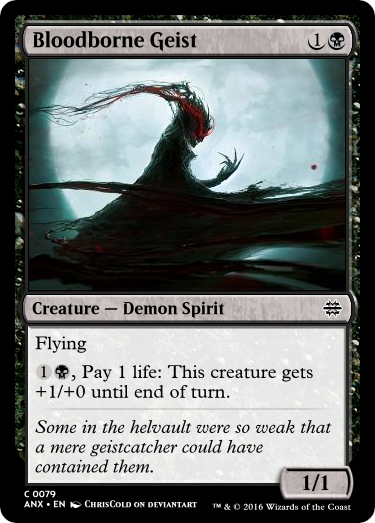 Bloodborne Geist 1
Creature — Demon Spirit
Flying
1, Pay 1 life: This creature gets
+1/+0 until end of turn.
Some in the helvault were so weak that
a mere geistcatcher could have
contained them.
1/1
C 0079
ANX • EN ChrisCold on deviantart
™ & © 2016 Wizards of the Coast